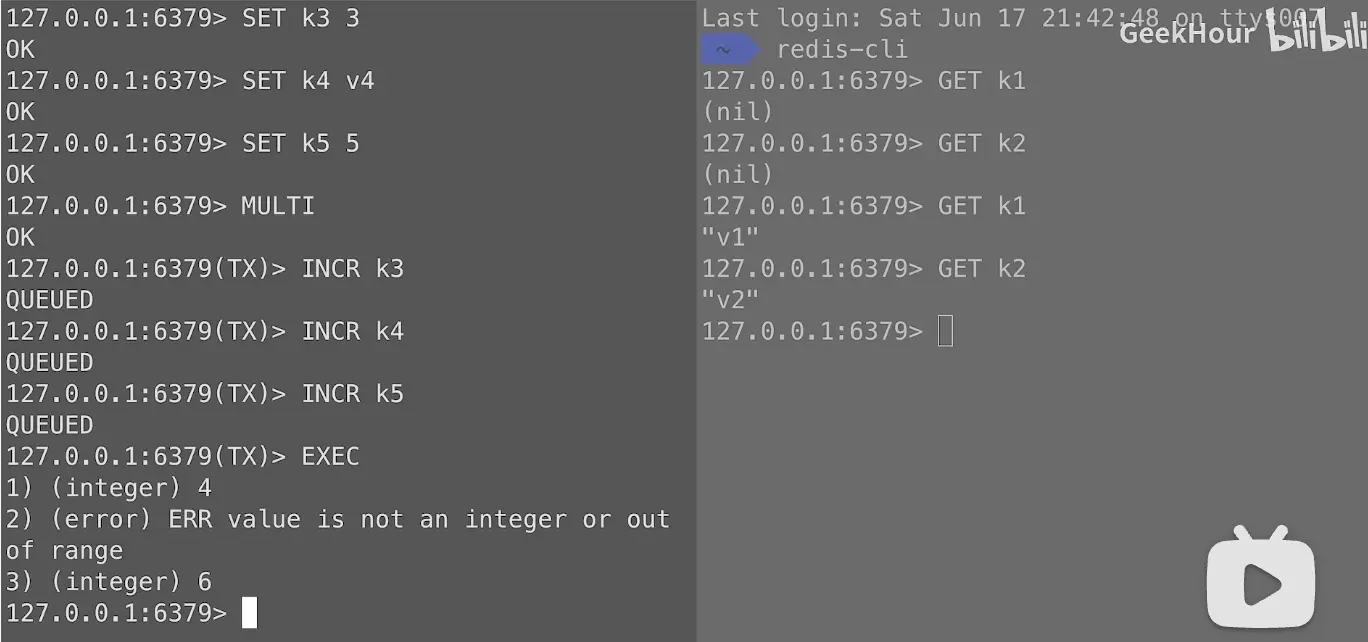 127.0.0.1:6379> SET k3 3
OK
127.0.0.1:6379> SET k4 v4
OK
127.0.0.1:6379> SET k5 5
OK
127.0.0.1:6379> MULTI
OK
127.0.0.1:6379(TX)> INCR k3
QUEUED
127.0.0.1:6379(TX)> INCR k4
QUEUED
127.0.0.1:6379(TX)> INCR k5
QUEUED
127.0.0.1:6379(TX)> EXEC
1) (integer) 4
2) (error) ERR value is not an integer or out
of range
3) (integer) 6
127.0.0.1:6379>
Last login: Sat Jun 17 21:42:48 on ttys007
GeekHour bilibili
~ redis-cli
127.0.0.1:6379> GET k1
(nil)
127.0.0.1:6379> GET k2
(nil)
127.0.0.1:6379> GET k1
"v1"
127.0.0.1:6379> GET k2
"v2"
127.0.0.1:6379>